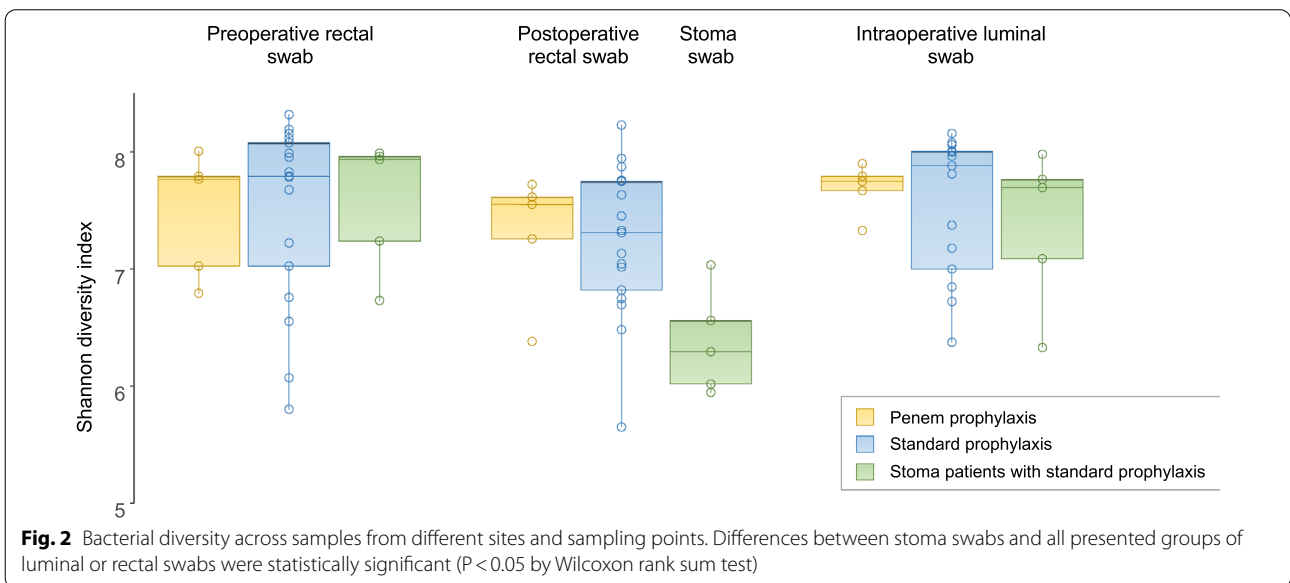 Preoperative rectal
swab
Postoperative
rectal swab
Stoma
swab
Intraoperative luminal
swab
Shannon diversity index
8
7
6
5
Penem prophylaxis
Standard prophylaxis
Stoma patients with standard prophylaxis
Fig. 2 Bacterial diversity across samples from different sites and sampling points. Differences between stoma swabs and all presented groups of
luminal or rectal swabs were statistically significant (P < 0.05 by Wilcoxon rank sum test)